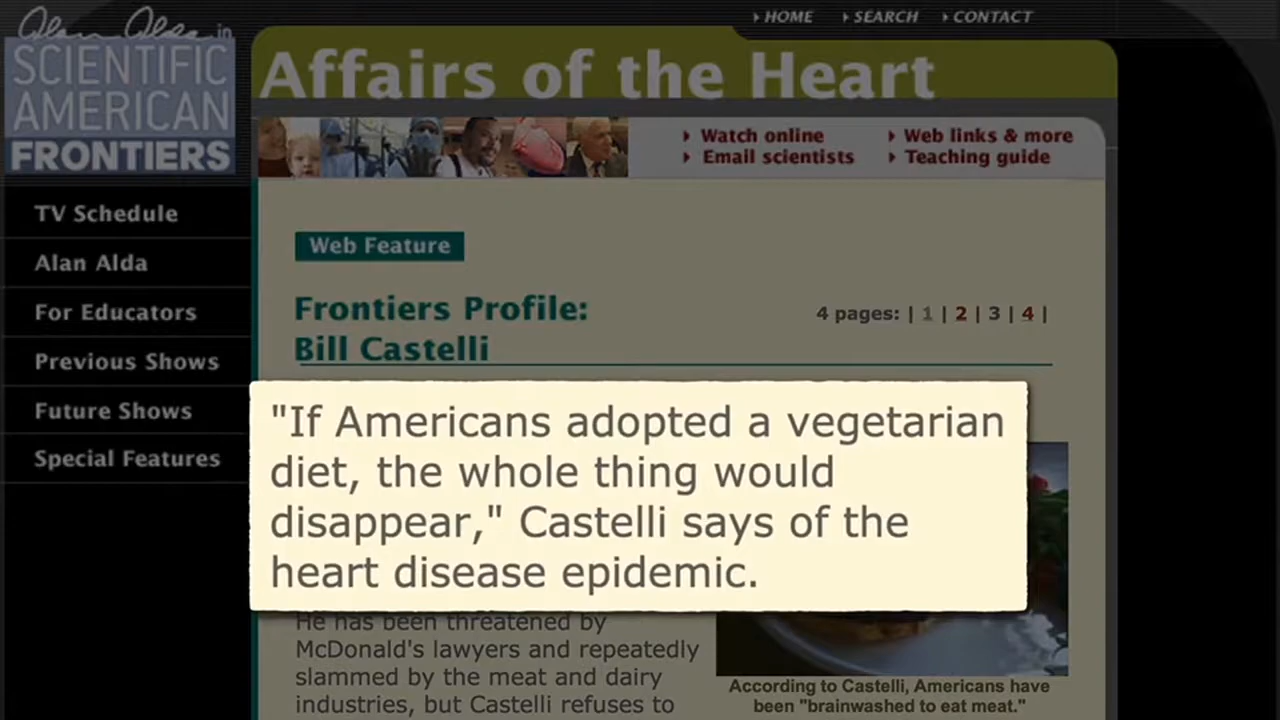 HOME SEARCH CONTACT
Alan Alda in
SCIENTIFIC
AMERICAN
FRONTIERS
Affairs of the Heart
Watch online Web links & more
Email scientists Teaching guide
TV Schedule
Alan Alda
For Educators
Previous Shows
Future Shows
Special Features
Web Feature
Frontiers Profile:
Bill Castelli
4 pages: | 1 | 2 | 3 | 4 |
"If Americans adopted a vegetarian
diet, the whole thing would
disappear," Castelli says of the
heart disease epidemic.
He has been threatened by
McDonald's lawyers and repeatedly
slammed by the meat and dairy
industries, but Castelli refuses to
According to Castelli, Americans have
been "brainwashed to eat meat."